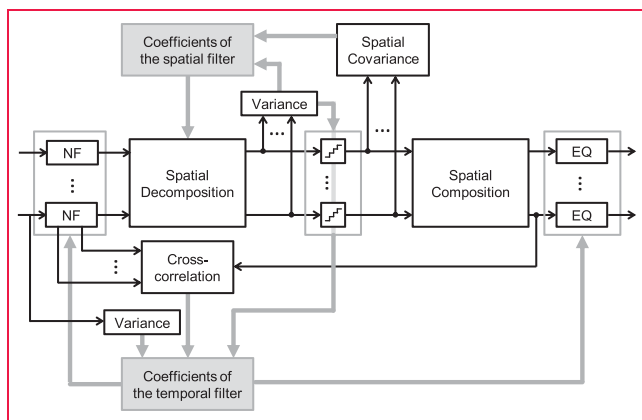 Coefficients of
the spatial filter
Spatial
Covariance
Variance
...
...
NF
Spatial
Decomposition
Spatial
Composition
EQ
...
...
...
NF
EQ
Cross-
correlation
...
Variance
Coefficients of
the temporal filter